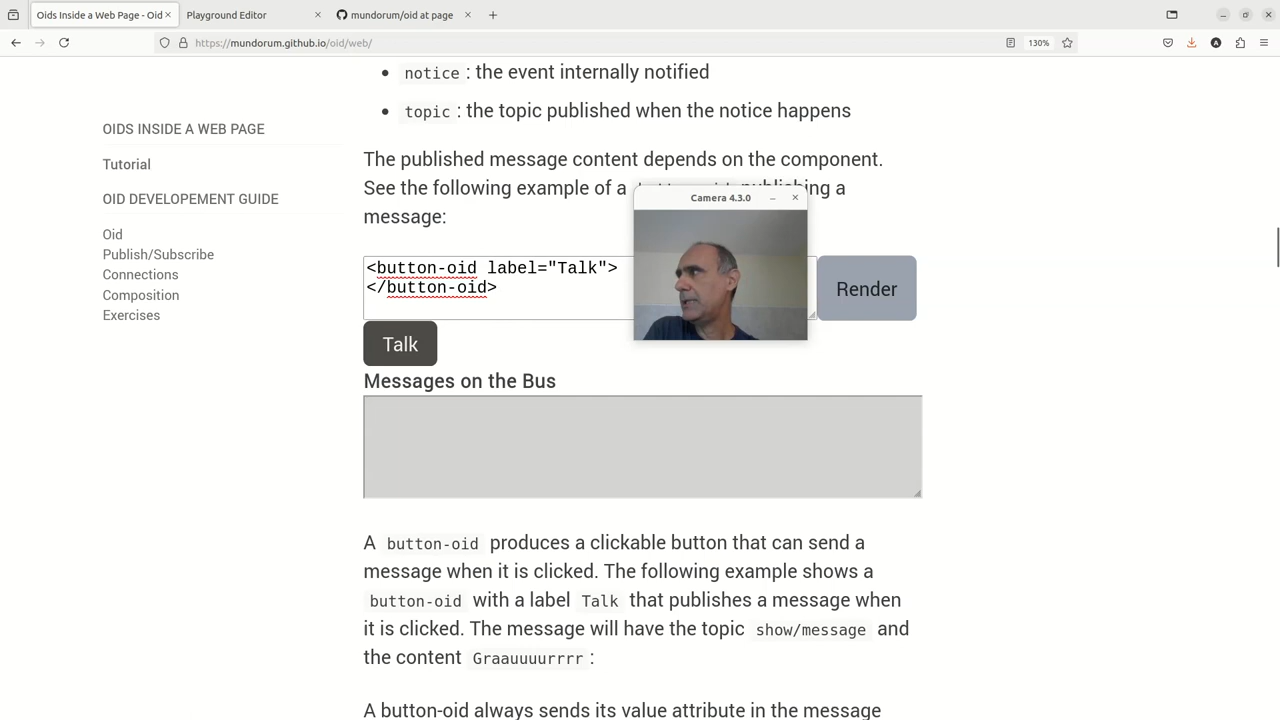 Oids Inside a Web Page - Oid
Playground Editor
mundorum/oid at page
https://mundorum.github.io/oid/web/
130%
notice : the event internally notified
topic : the topic published when the notice happens
OIDS INSIDE A WEB PAGE
Tutorial
OID DEVELOPEMENT GUIDE
Oid
Publish/Subscribe
Connections
Composition
Exercises
The published message content depends on the component.
See the following example of a publishing a
message:
Camera 4.3.0
<button-oid label="Talk">
</button-oid>
Render
Talk
Messages on the Bus
A button-oid produces a clickable button that can send a
message when it is clicked. The following example shows a
button-oid with a label Talk that publishes a message when
it is clicked. The message will have the topic show/message and
the content Graauuuurrrr :
A button-oid always sends its value attribute in the message